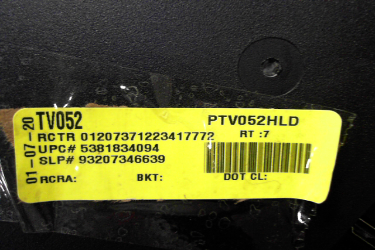 01-07-20
TV052 PTV052HLD
RCTR 01207371223417772 RT :7
UPC# 5381834094
SLP# 93207346639
RCRA: BKT: DOT CL: